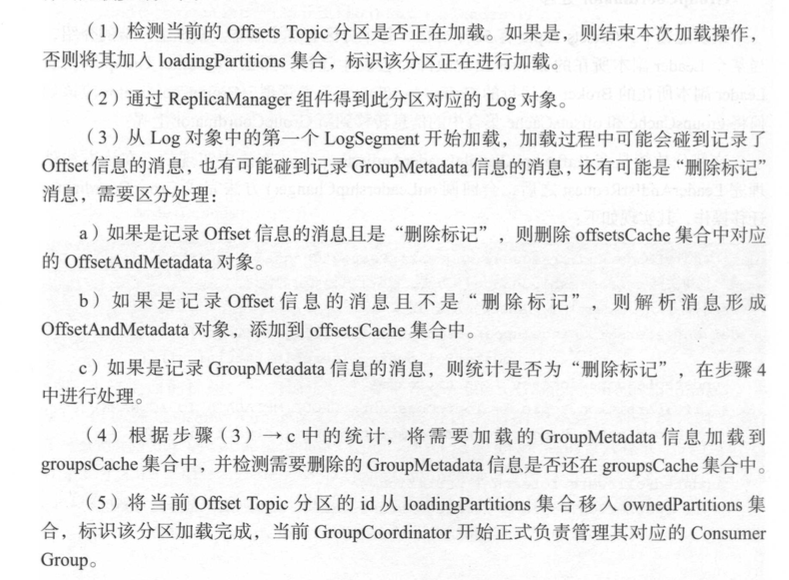 （1）检测当前的 Offsets Topic 分区是否正在加载。如果是，则结束本次加载操作，
否则将其加入 loadingPartitions 集合，标识该分区正在进行加载。
（2）通过 ReplicaManager 组件得到此分区对应的 Log 对象。
（3）从 Log 对象中的第一个 LogSegment 开始加载，加载过程中可能会碰到记录了
Offset 信息的消息，也有可能碰到记录 GroupMetadata 信息的消息，还有可能是“删除标记”
消息，需要区分处理：
a）如果是记录 Offset 信息的消息且是“删除标记”，则删除 offsetsCache 集合中对应
的 OffsetAndMetadata 对象。
b）如果是记录 Offset 信息的消息且不是“删除标记”，则解析消息形成
OffsetAndMetadata 对象，添加到 offsetsCache 集合中。
c）如果是记录 GroupMetadata 信息的消息，则统计是否为“删除标记”，在步骤 4
中进行处理。
（4）根据步骤（3）→c 中的统计，将需要加载的 GroupMetadata 信息加载到
groupsCache 集合中，并检测需要删除的 GroupMetadata 信息是否还在 groupsCache 集合中。
（5）将当前 Offset Topic 分区的 id 从 loadingPartitions 集合移入 ownedPartitions 集
合，标识该分区加载完成，当前 GroupCoordinator 开始正式负责管理其对应的 Consumer
Group。